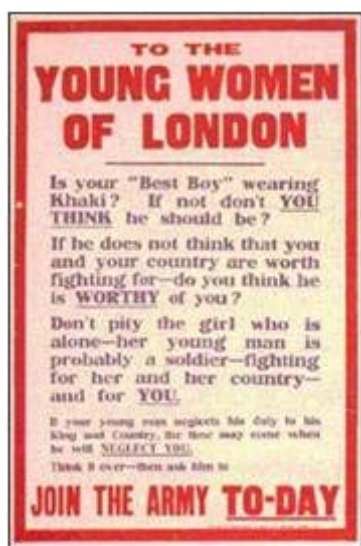 TO THE
YOUNG WOMEN
OF LONDON
Is your "Best Boy" wearing
Khaki? If not don't YOU
THINK he should be?
If he does not think that you
and your country are worth
fighting for—do you think he
is WORTHY of you?
Don't pity the girl who is
alone—her young man is
probably a soldier—fighting
for her and her country—
and for YOU.
If your young man neglects his duty to his
King and Country, the time may come when
he will NEGLECT YOU.
Think it over—then ask him to
JOIN THE ARMY TO-DAY